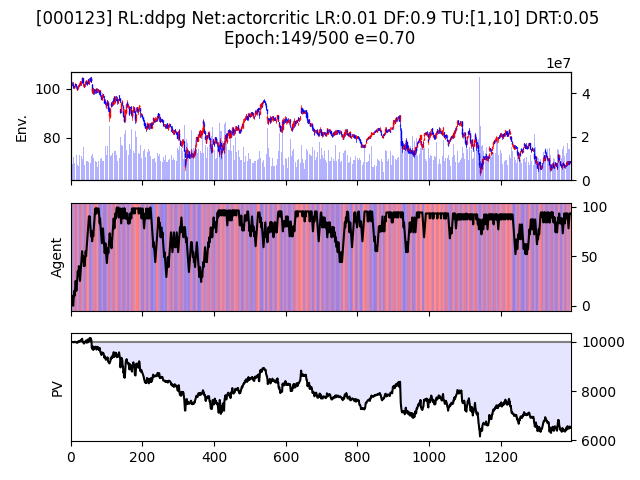 [000123] RL:ddpg Net:actorcritic LR:0.01 DF:0.9 TU:[1,10] DRT:0.05
Epoch:149/500 e=0.70
1e7
100
80
Env.
4
2
0
Agent
100
50
0
PV
10000
8000
6000
0 200 400 600 800 1000 1200